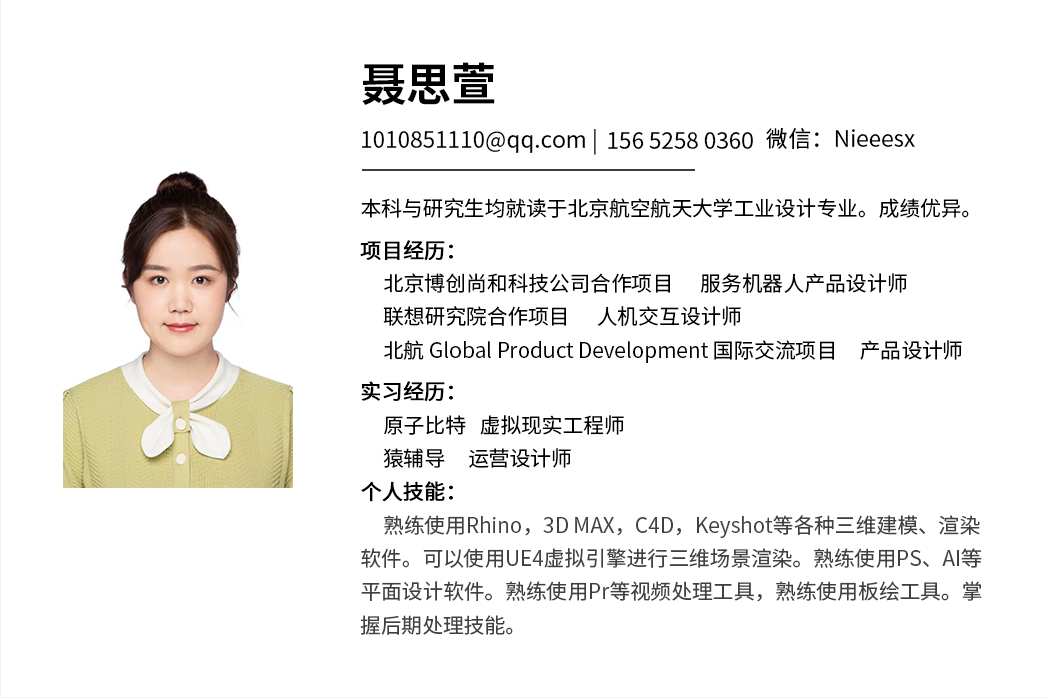 聂思萱
1010851110@qq.com | 156 5258 0360 微信：Nieeesx
本科与研究生均就读于北京航空航天大学工业设计专业。成绩优异。
项目经历：
北京博创尚和科技公司合作项目 服务机器人产品设计师
联想研究院合作项目 人机交互设计师
北航 Global Product Development 国际交流项目 产品设计师
实习经历：
原子比特 虚拟现实工程师
猿辅导 运营设计师
个人技能：
熟练使用Rhino，3D MAX，C4D，Keyshot等各种三维建模、渲染
软件。可以使用UE4虚拟引擎进行三维场景渲染。熟练使用PS、AI等
平面设计软件。熟练使用Pr等视频处理工具，熟练使用板绘工具。掌
握后期处理技能。